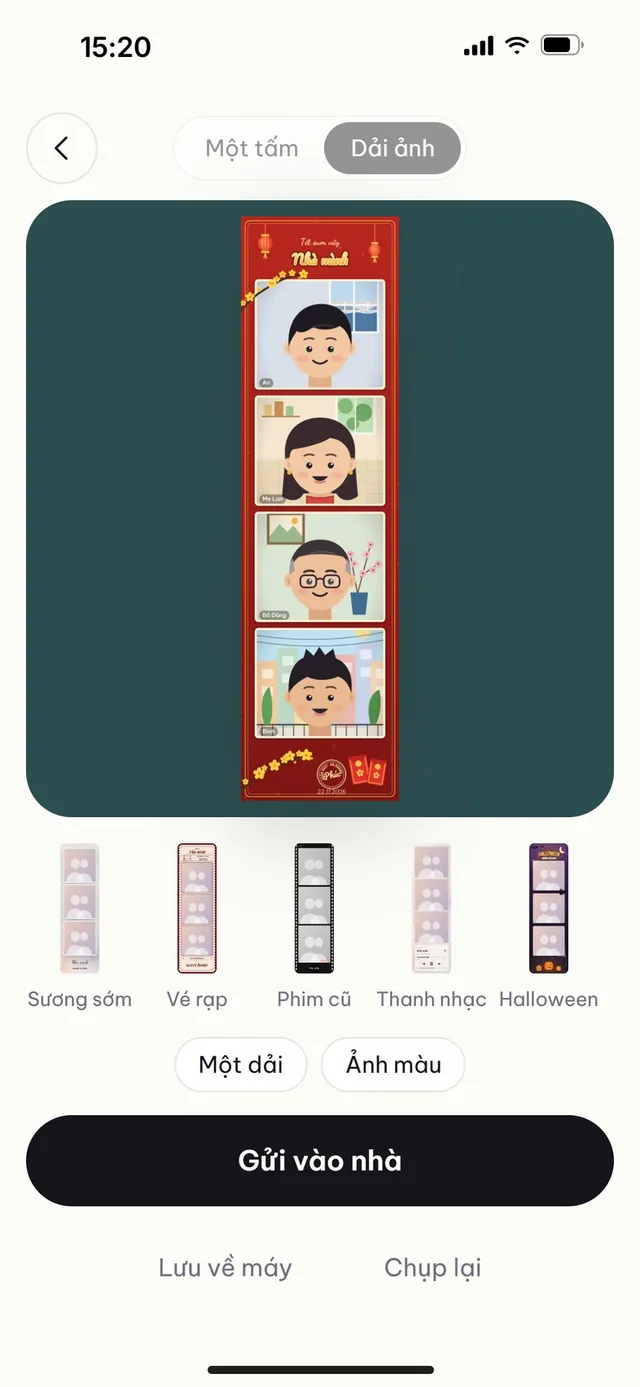 15:20
Một tấm
Dải ảnh
Tết sum vầy
Nhà mình
An
Mẹ Lan
Bố Dũng
Phúc
22.11.2026
HALLOWEEN
Sương sớm
Vé rạp
Phim cũ
Thanh nhạc
Halloween
Một dải
Ảnh màu
Gửi vào nhà
Lưu về máy
Chụp lại